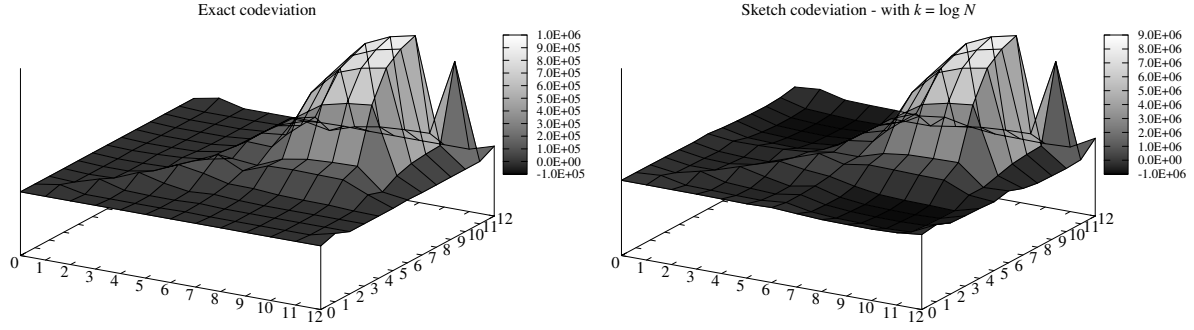 Exact codeviation
1.0E+06
9.0E+05
8.0E+05
7.0E+05
6.0E+05
5.0E+05
4.0E+05
3.0E+05
2.0E+05
1.0E+05
0.0E+00
-1.0E+05
0 1 2 3 4 5 6 7 8 9 10 11 12
0 1 2 3 4 5 6 7 8 9 10 11 12
Sketch codeviation - with k = log N
9.0E+06
8.0E+06
7.0E+06
6.0E+06
5.0E+06
4.0E+06
3.0E+06
2.0E+06
1.0E+06
0.0E+00
-1.0E+06
0 1 2 3 4 5 6 7 8 9 10 11 12
0 1 2 3 4 5 6 7 8 9 10 11 12